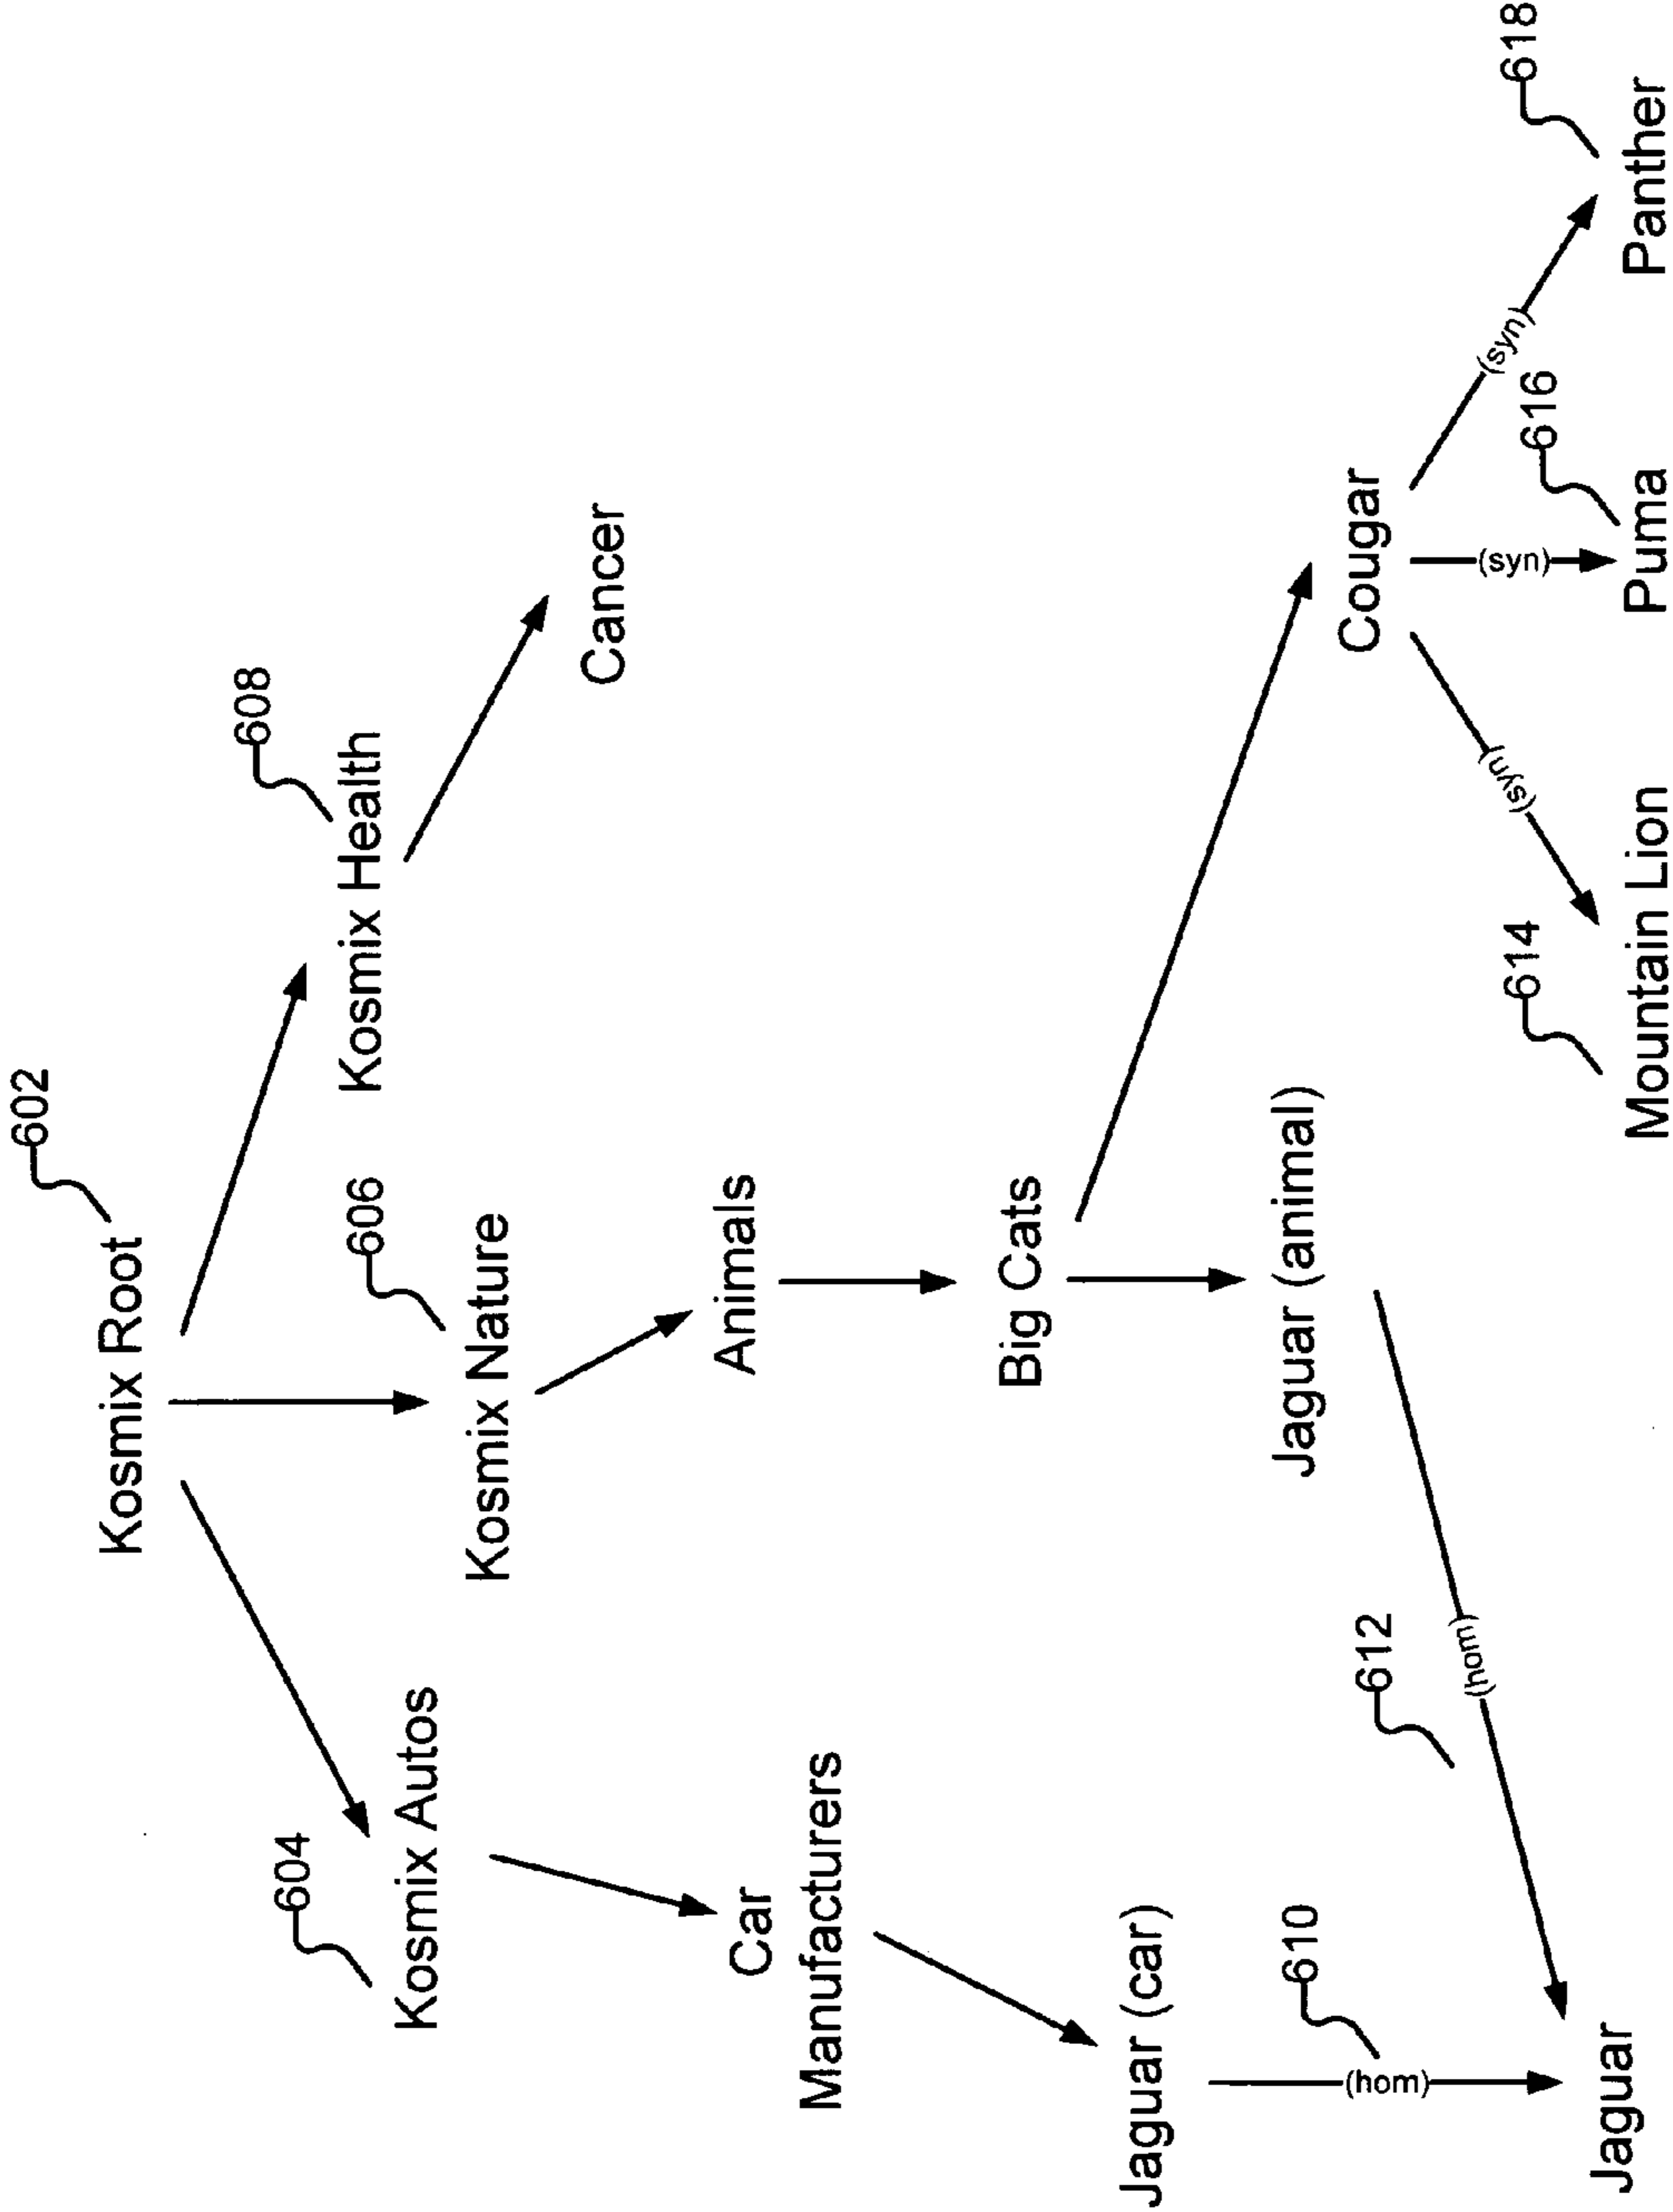 602
Kosmix Root
608
604
606
Kosmix Health
Kosmix Autos
Kosmix Nature
Cancer
Car
Manufacturers
Animals
Big Cats
Jaguar (car)
Jaguar (animal)
Cougar
610
612
(hom)
(hom)
614
616
618
(syn)
(syn)
(syn)
Jaguar
Mountain Lion
Puma
Panther